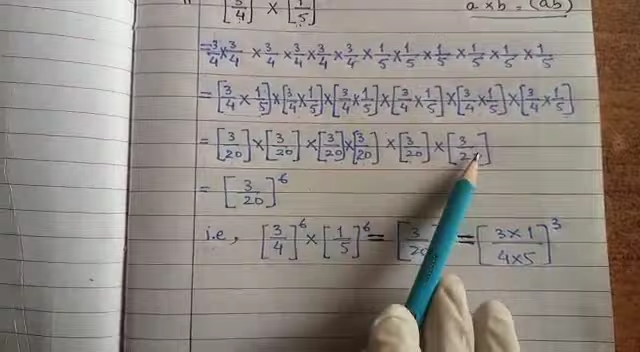 [3/4] × [1/5] a × b = (ab)
= 3/4 × 3/4 × 3/4 × 3/4 × 3/4 × 3/4 × 1/5 × 1/5 × 1/5 × 1/5 × 1/5 × 1/5
= [3/4 × 1/5] × [3/4 × 1/5] × [3/4 × 1/5] × [3/4 × 1/5] × [3/4 × 1/5] × [3/4 × 1/5]
= [3/20] × [3/20] × [3/20] × [3/20] × [3/20] × [3/20]
= [3/20]^6
i.e, [3/4]^6 × [1/5]^6 = [3/20 = [3×1/4×5]^3